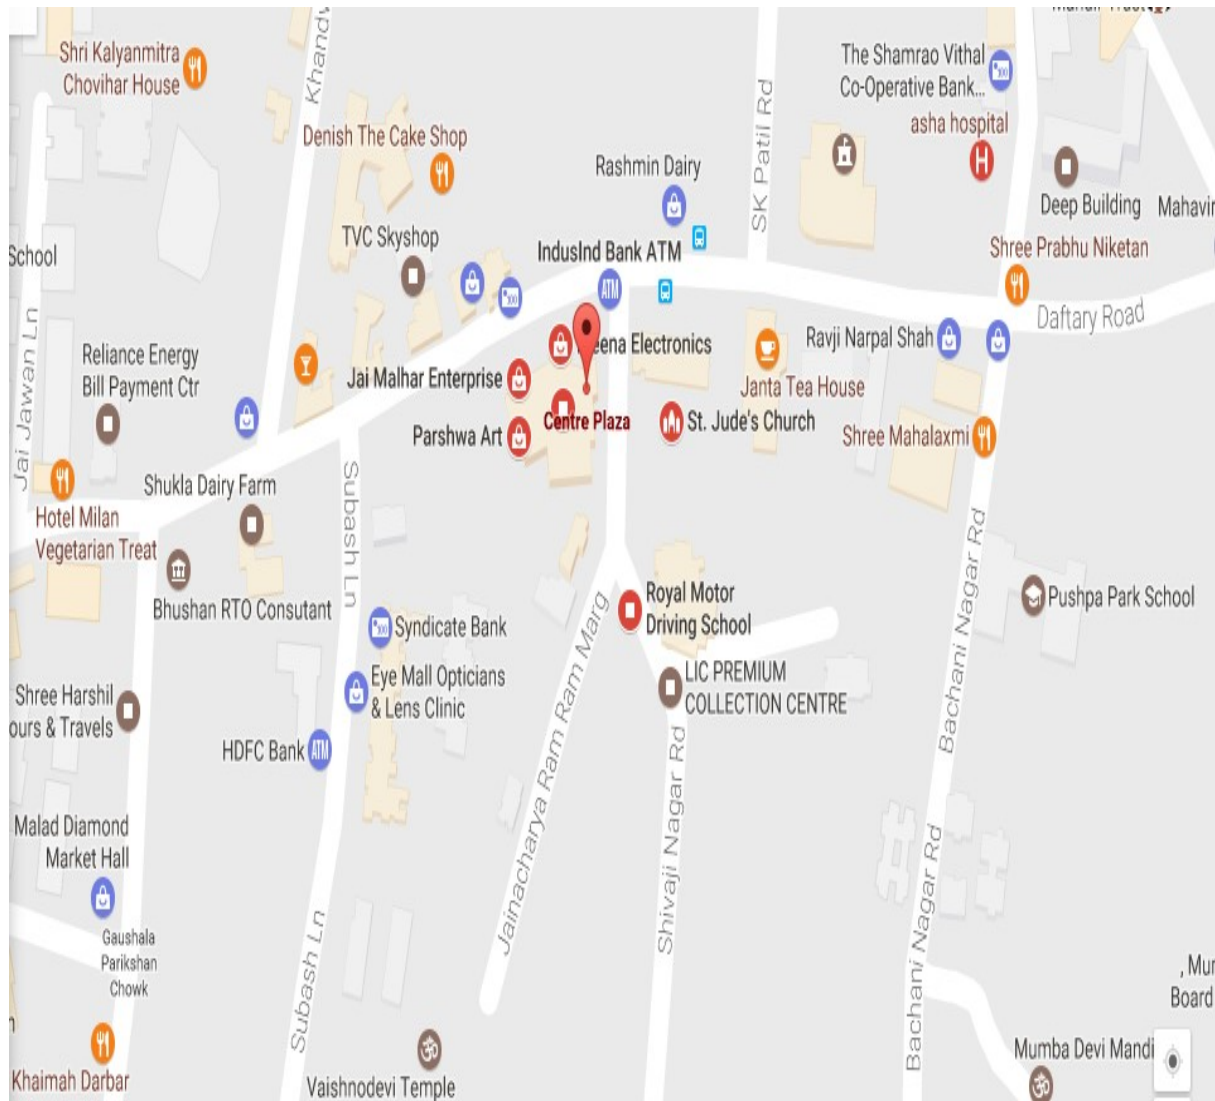 Shri Kalyanmitra
Chovihar House
The Shamrao Vithal
Co-Operative Bank...
asha hospital
Denish The Cake Shop
SK Patil Rd
Rashmin Dairy
Deep Building
School
TVC Skyshop
IndusInd Bank ATM
ATM
Shree Prabhu Niketan
Daftary Road
Jai Jawan Ln
Reliance Energy
Bill Payment Ctr
Electronics
Ravji Narpal Shah
Jai Malhar Enterprise
Janta Tea House
Centre Plaza
St. Jude's Church
Parshwa Art
Shree Mahalaxmi
Shukla Dairy Farm
Subash Ln
Hotel Milan
Vegetarian Treat
Bhushan RTO Consutant
Royal Motor
Driving School
Bachani Nagar Rd
Pushpa Park School
Syndicate Bank
Jainacharya Ram Ram Marg
Eye Mall Opticians
& Lens Clinic
LIC PREMIUM
COLLECTION CENTRE
Shree Harshil
ours & Travels
HDFC Bank
ATM
Shivaji Nagar Rd
Malad Diamond
Market Hall
Bachani Nagar Rd
Gaushala
Parikshan
Chowk
Subash Ln
Board
Khaimah Darbar
Vaishnodevi Temple
Mumba Devi Mandi